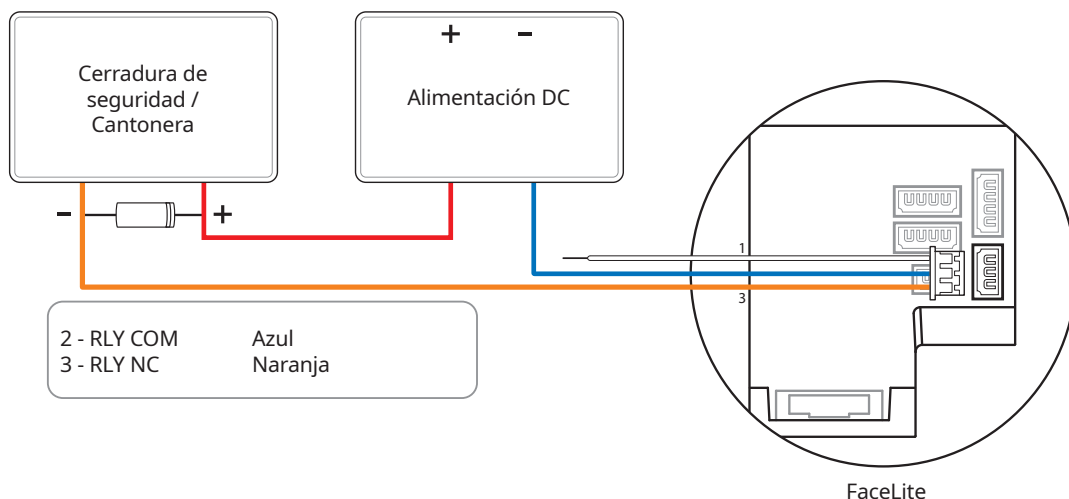 Cerradura de
seguridad /
Cantonera
+ -
Alimentación DC
- +
1
3
2 - RLY COM Azul
3 - RLY NC Naranja
FaceLite